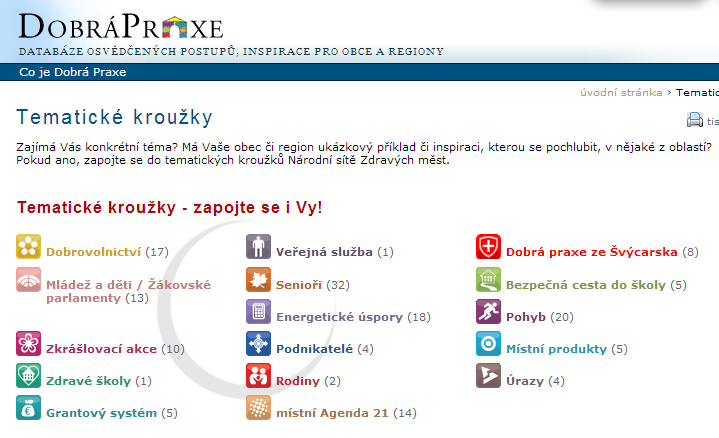 DOBRÁPRAXE
DATABÁZE OSVĚDČENÝCH POSTUPŮ, INSPIRACE PRO OBCE A REGIONY
Co je Dobrá Praxe
úvodní stránka › Tematic
tis
Tematické kroužky
Zajímá Vás konkrétní téma? Má Vaše obec či region ukázkový příklad či inspiraci, kterou se pochlubit, v nějaké z oblastí?
Pokud ano, zapojte se do tematických kroužků Národní sítě Zdravých měst.
Tematické kroužky - zapojte se i Vy!
Dobrovolnictví (17)
Veřejná služba (1)
Dobrá praxe ze Švýcarska (8)
Mládež a děti / Žákovské
parlamenty (13)
Senioři (32)
Bezpečná cesta do školy (5)
Energetické úspory (18)
Pohyb (20)
Zkrášlovací akce (10)
Podnikatelé (4)
Místní produkty (5)
Zdravé školy (1)
Rodiny (2)
Úrazy (4)
Grantový systém (5)
místní Agenda 21 (14)